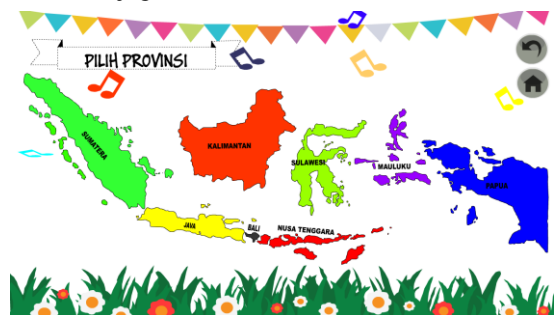 PILIH PROVINSI
SUMATERA
KALIMANTAN
SULAWESI
MAULUKU
PAPUA
JAVA
BALI
NUSA TENGGARA